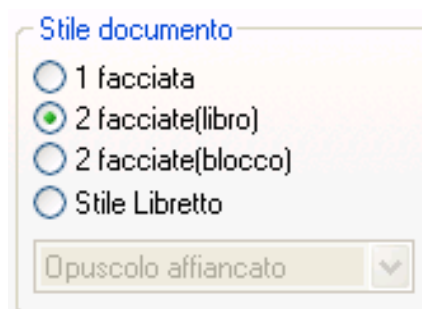 Stile documento
1 facciata
2 facciate(libro)
2 facciate(blocco)
Stile Libretto
Opuscolo affiancato